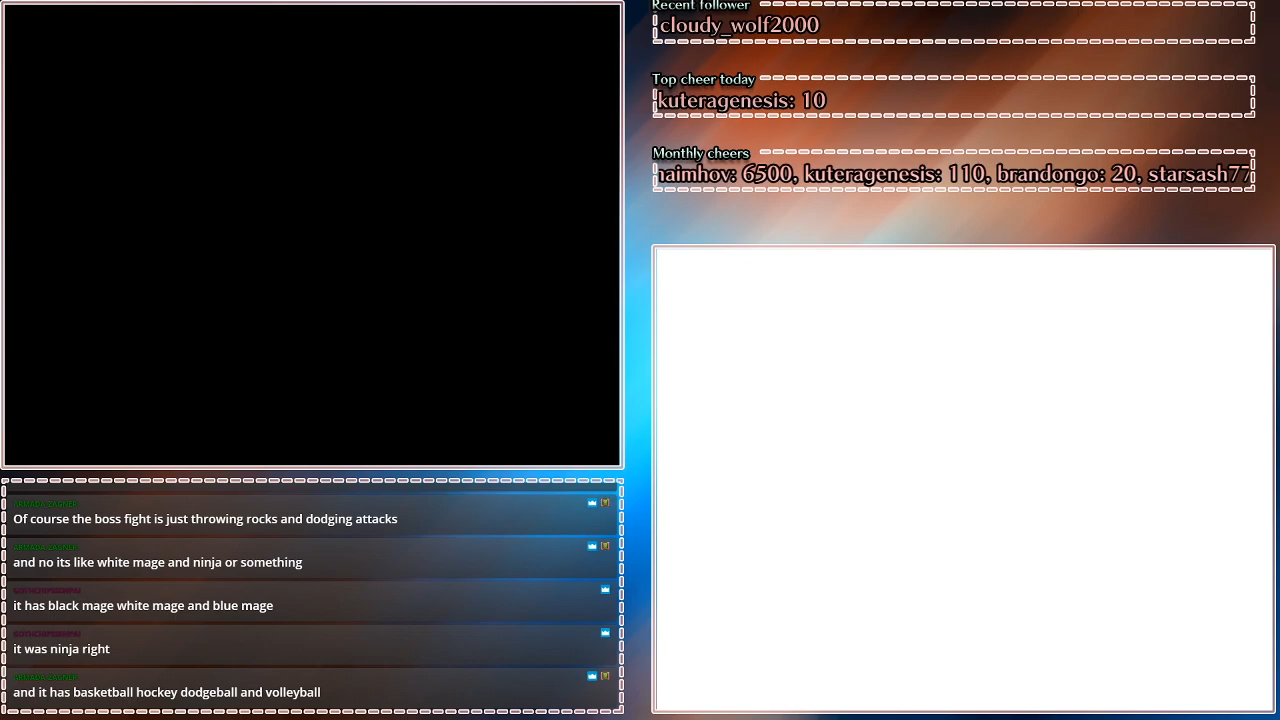 Recent follower
cloudy_wolf2000
Top cheer today
kuteragenesis: 10
Monthly cheers
naimhov: 6500, kuteragenesis: 110, brandongo: 20, starsash77
Of course the boss fight is just throwing rocks and dodging attacks
and no its like white mage and ninja or something
it has black mage white mage and blue mage
it was ninja right
and it has basketball hockey dodgeball and volleyball